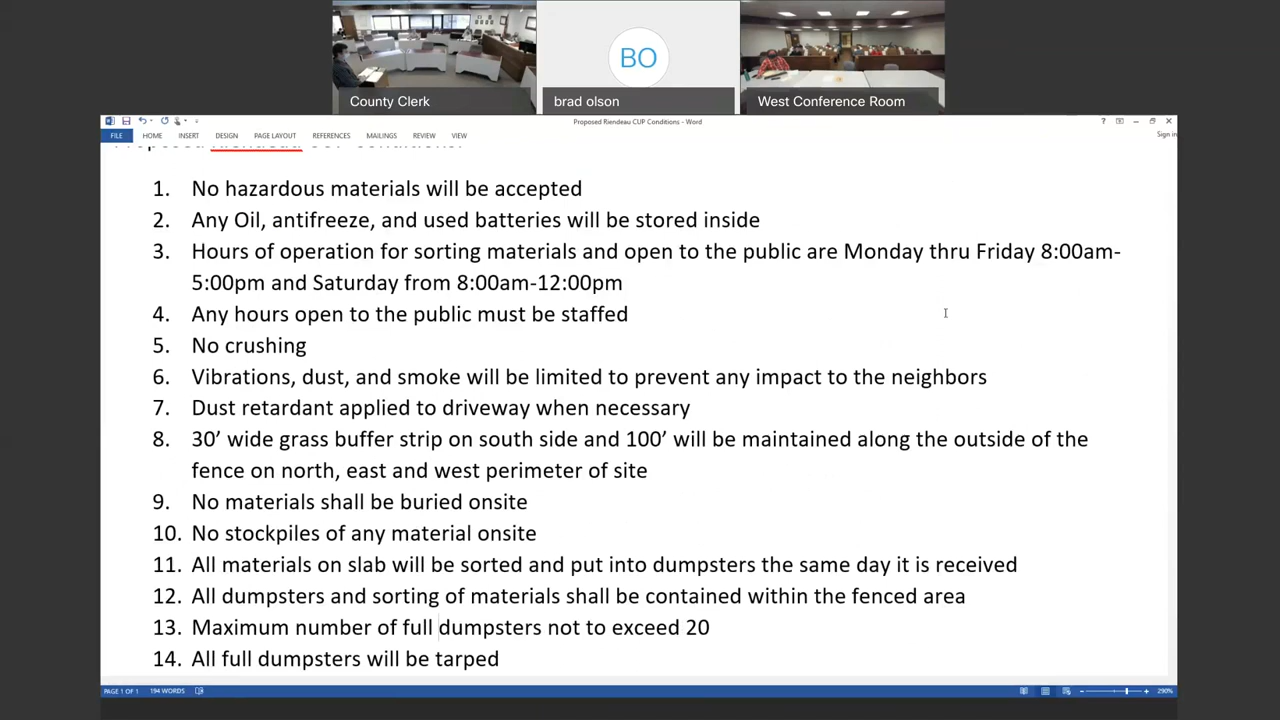 BO
County Clerk
brad olson
West Conference Room
Proposed Riendeau CUP Conditions - Word
Sign in
FILE HOME INSERT DESIGN PAGE LAYOUT REFERENCES MAILINGS REVIEW VIEW
1. No hazardous materials will be accepted
2. Any Oil, antifreeze, and used batteries will be stored inside
3. Hours of operation for sorting materials and open to the public are Monday thru Friday 8:00am-
5:00pm and Saturday from 8:00am-12:00pm
4. Any hours open to the public must be staffed
5. No crushing
6. Vibrations, dust, and smoke will be limited to prevent any impact to the neighbors
7. Dust retardant applied to driveway when necessary
8. 30’ wide grass buffer strip on south side and 100’ will be maintained along the outside of the
fence on north, east and west perimeter of site
9. No materials shall be buried onsite
10. No stockpiles of any material onsite
11. All materials on slab will be sorted and put into dumpsters the same day it is received
12. All dumpsters and sorting of materials shall be contained within the fenced area
13. Maximum number of full dumpsters not to exceed 20
14. All full dumpsters will be tarped
PAGE 1 OF 1 194 WORDS 290%